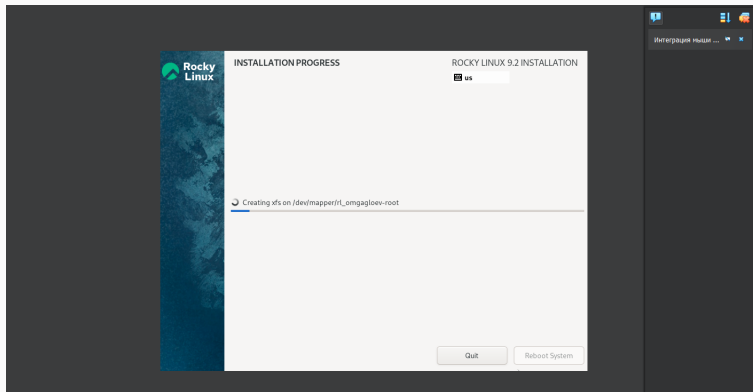 Интеграция мыши ...
Rocky
Linux
INSTALLATION PROGRESS
ROCKY LINUX 9.2 INSTALLATION
us
Creating xfs on /dev/mapper/rl_omgagloev-root
Quit
Reboot System